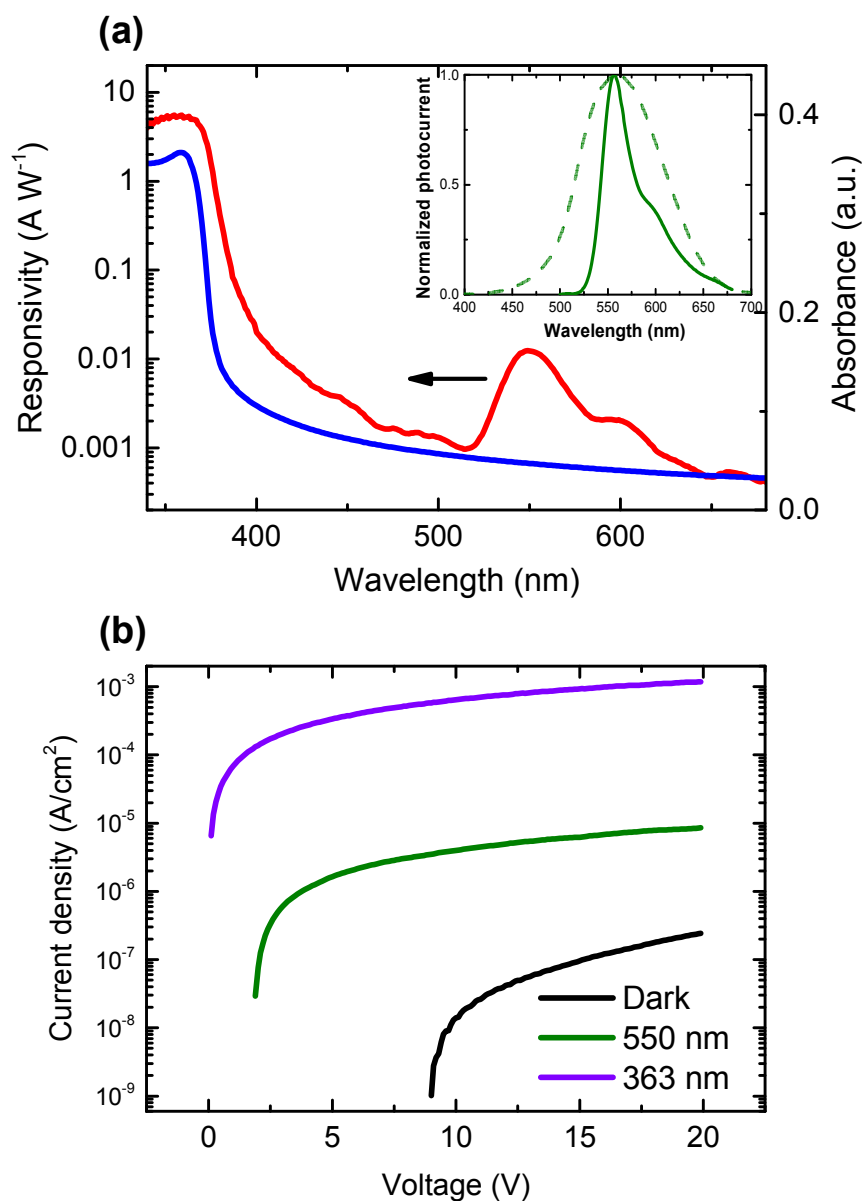 (a)
10
1
0.1
0.01
0.001
Responsivity (A W⁻¹)
400 500 600
Wavelength (nm)
0.4
0.2
0.0
Absorbance (a.u.)
1.0
0.5
0.0
Normalized photocurrent
400 450 500 550 600 650 700
Wavelength (nm)
(b)
10⁻³
10⁻⁴
10⁻⁵
10⁻⁶
10⁻⁷
10⁻⁸
10⁻⁹
Current density (A/cm²)
Dark
550 nm
363 nm
0 5 10 15 20
Voltage (V)